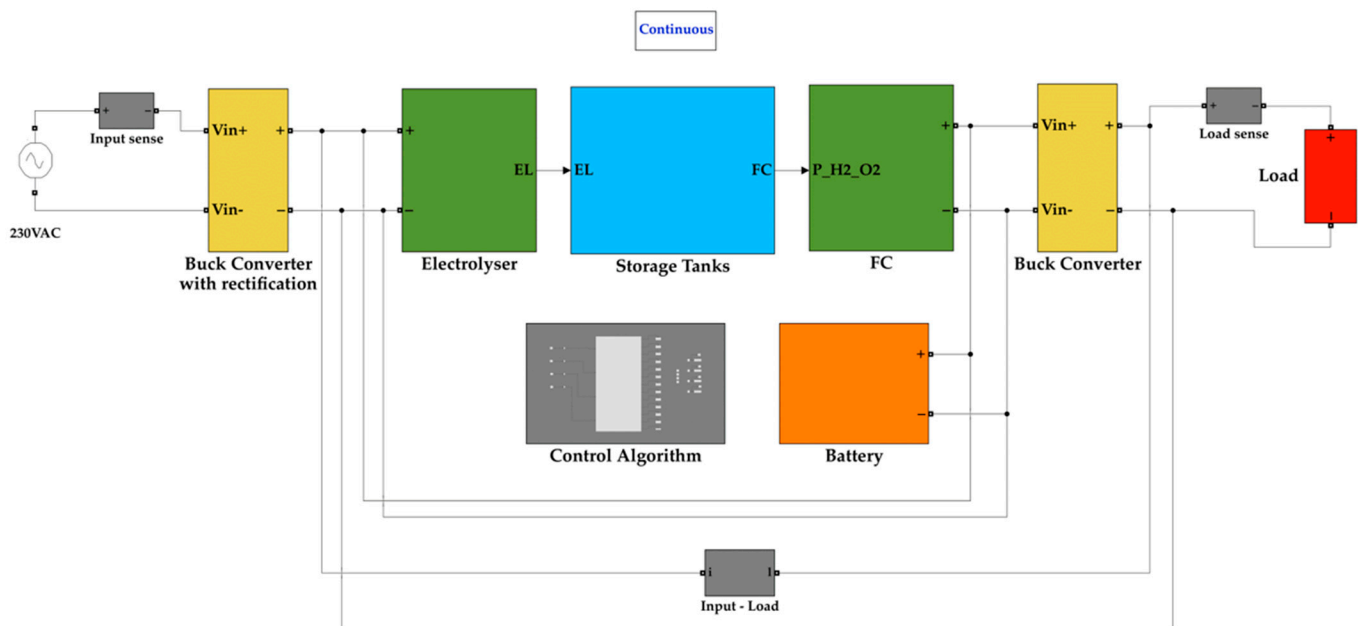 Continuous
+ −
Input sense
230VAC
Vin+ +
Vin- −
Buck Converter
with rectification
+
EL
−
Electrolyser
EL FC
Storage Tanks
+
P_H2_O2
−
FC
Vin+ +
Vin- −
Buck Converter
+ −
Load sense
+
Load
−
Control Algorithm
+
−
Battery
i l
Input - Load